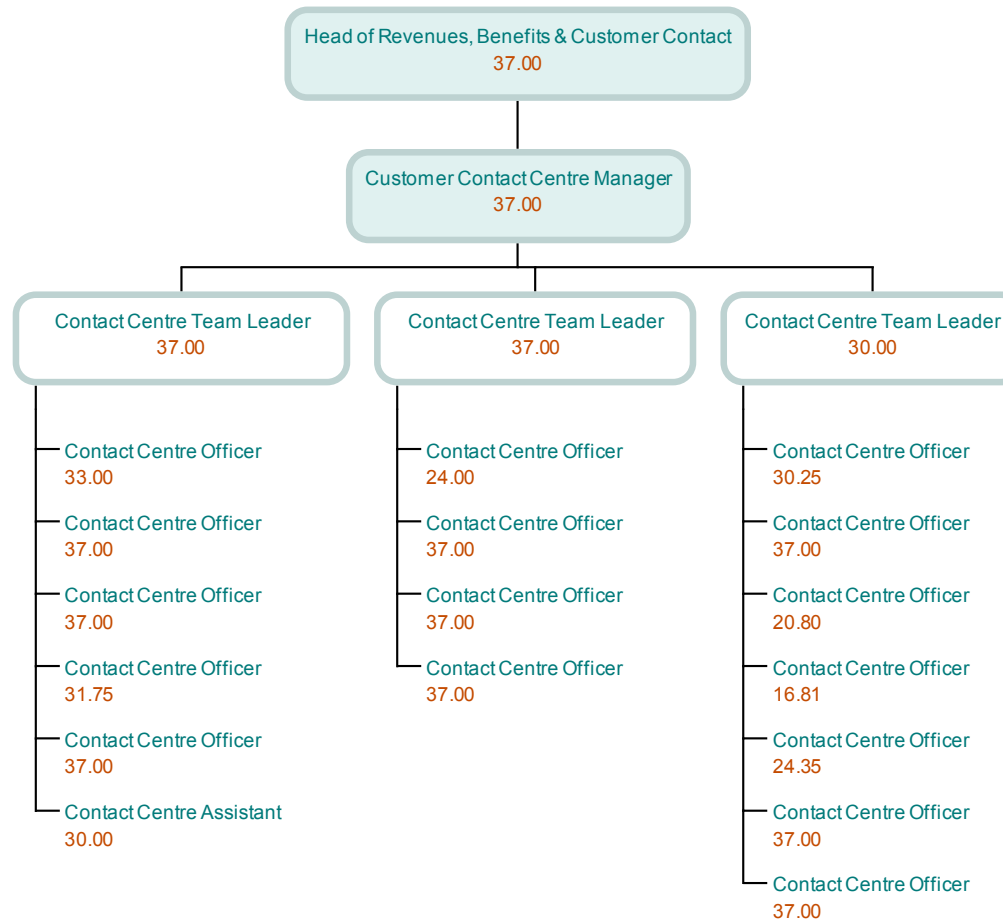 Head of Revenues, Benefits & Customer Contact
37.00
Customer Contact Centre Manager
37.00
Contact Centre Team Leader
37.00
Contact Centre Officer
33.00
Contact Centre Officer
37.00
Contact Centre Officer
37.00
Contact Centre Officer
31.75
Contact Centre Officer
37.00
Contact Centre Assistant
30.00
Contact Centre Team Leader
37.00
Contact Centre Officer
24.00
Contact Centre Officer
37.00
Contact Centre Officer
37.00
Contact Centre Officer
37.00
Contact Centre Team Leader
30.00
Contact Centre Officer
30.25
Contact Centre Officer
37.00
Contact Centre Officer
20.80
Contact Centre Officer
16.81
Contact Centre Officer
24.35
Contact Centre Officer
37.00
Contact Centre Officer
37.00